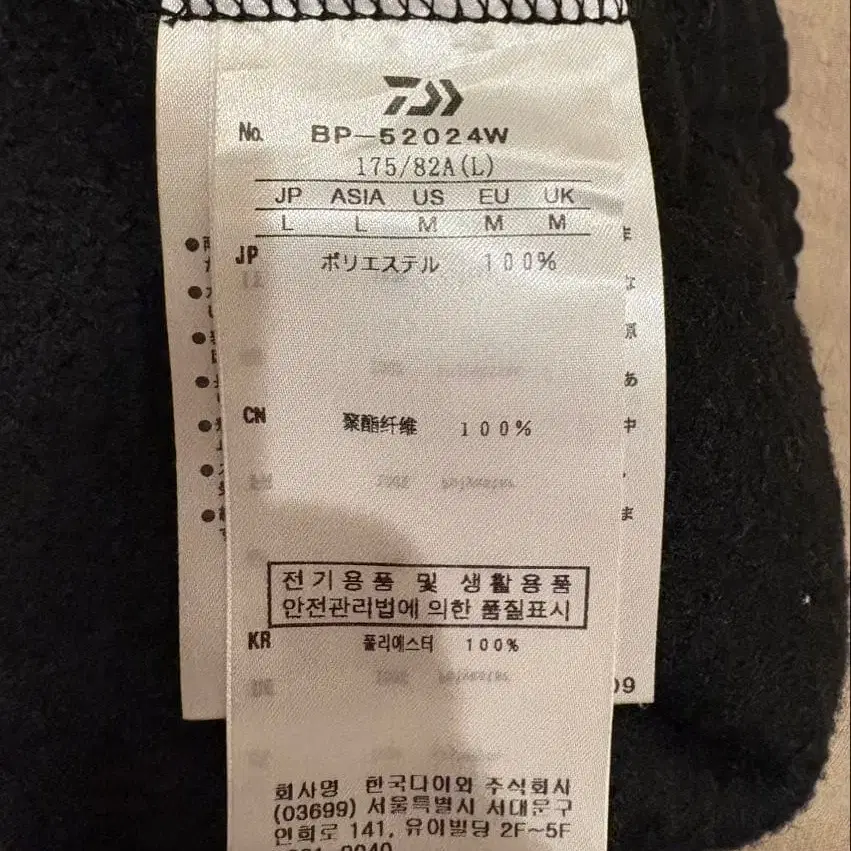 No. BP-52024W
175/82A(L)
JP ASIA US EU UK
L L M M M
JP ポリエステル 100%
CN 聚酯纤维 100%
전기용품 및 생활용품
안전관리법에 의한 품질표시
KR 폴리에스터 100%
09
회사명 한국다이와 주식회사
(03699) 서울특별시 서대문구
연희로 141, 유이빌딩 2F~5F